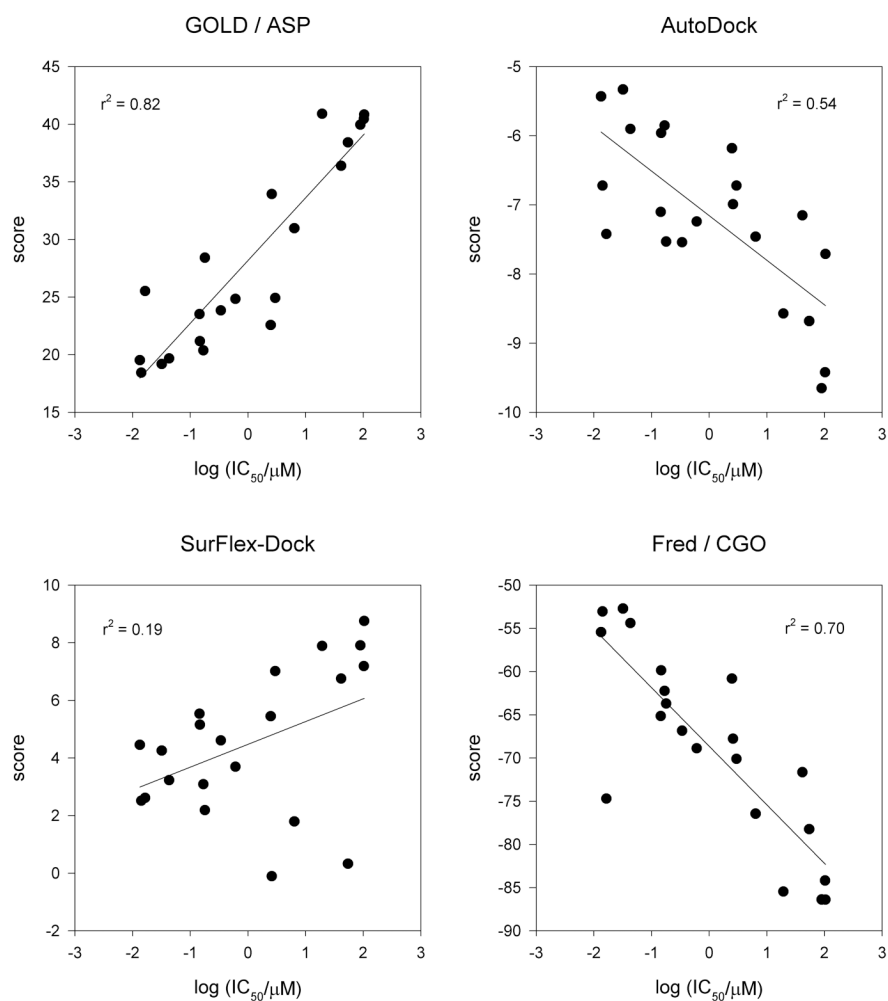 GOLD / ASP
r² = 0.82
score
45
40
35
30
25
20
15
-3 -2 -1 0 1 2 3
log (IC₅₀/μM)
AutoDock
r² = 0.54
score
-5
-6
-7
-8
-9
-10
-3 -2 -1 0 1 2 3
log (IC₅₀/μM)
SurFlex-Dock
r² = 0.19
score
10
8
6
4
2
0
-2
-3 -2 -1 0 1 2 3
log (IC₅₀/μM)
Fred / CGO
r² = 0.70
score
-50
-55
-60
-65
-70
-75
-80
-85
-90
-3 -2 -1 0 1 2 3
log (IC₅₀/μM)